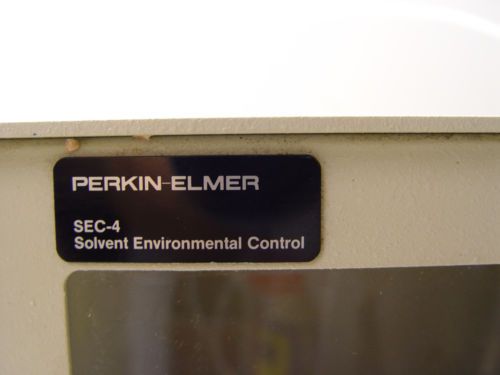 PERKIN-ELMER
SEC-4
Solvent Environmental Control